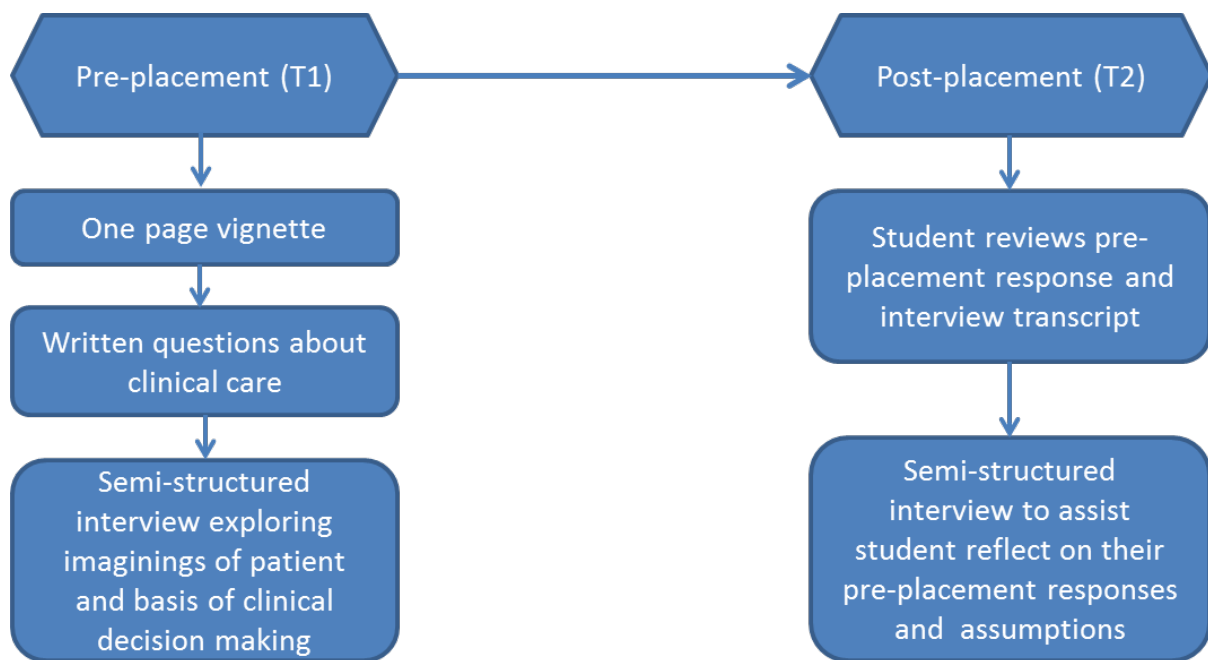 Pre-placement (T1)
One page vignette
Written questions about
clinical care
Semi-structured
interview exploring
imaginings of patient
and basis of clinical
decision making
Post-placement (T2)
Student reviews pre-
placement response and
interview transcript
Semi-structured
interview to assist
student reflect on their
pre-placement responses
and assumptions